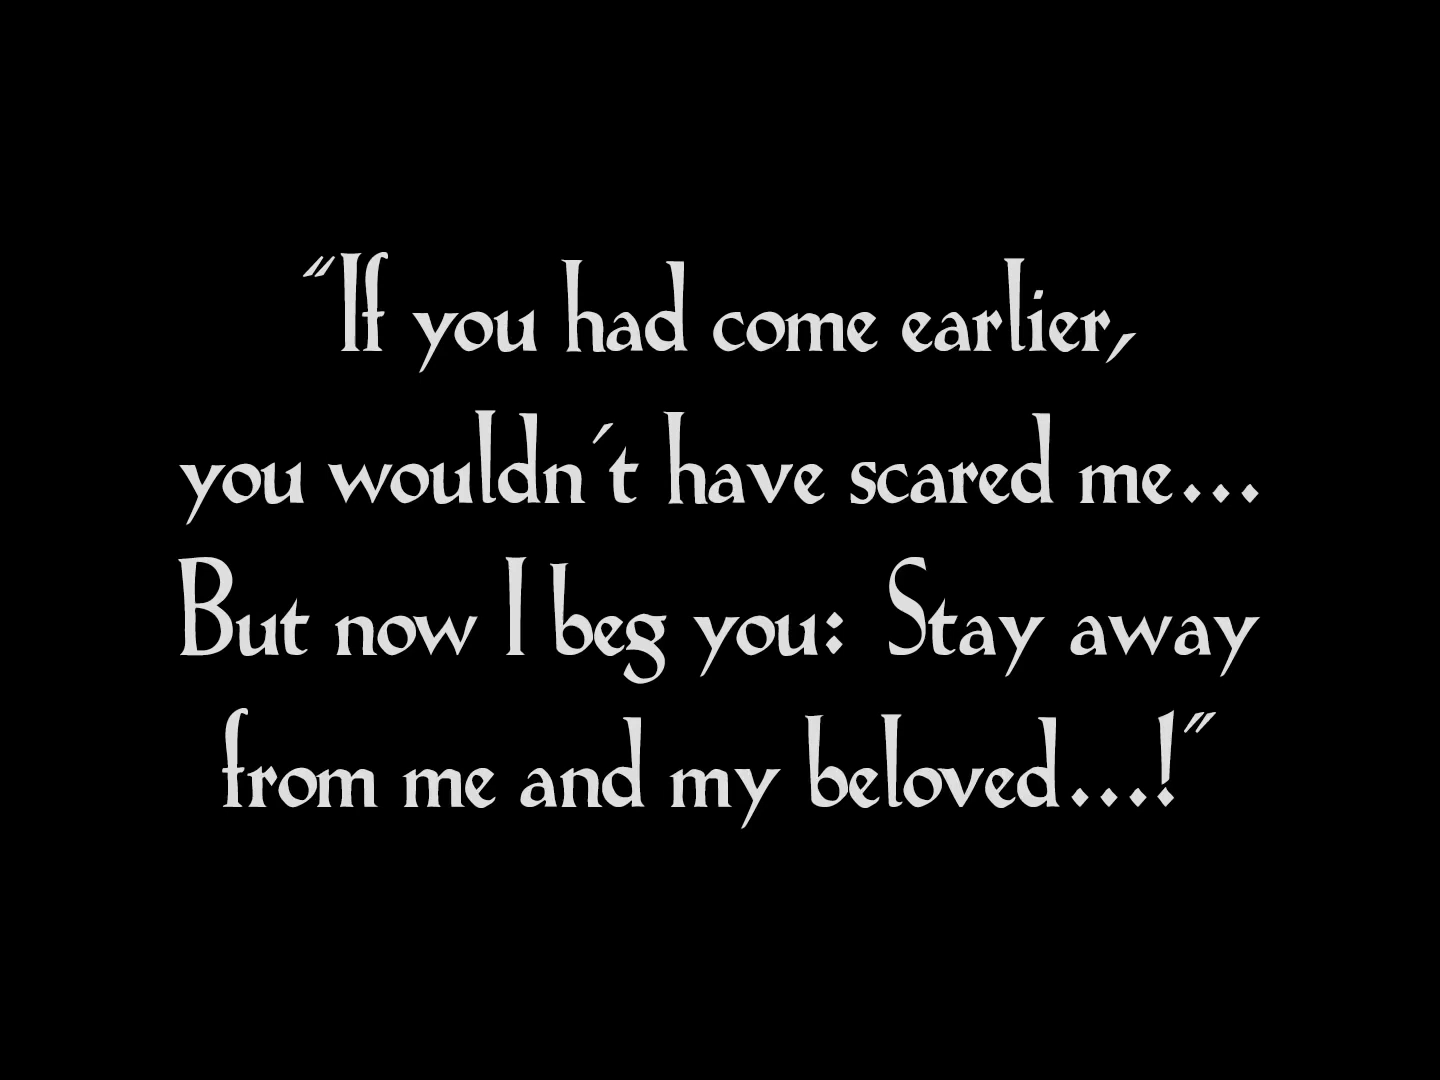 "If you had come earlier,
you wouldn´t have scared me...
But now I beg you: Stay away
from me and my beloved...!"